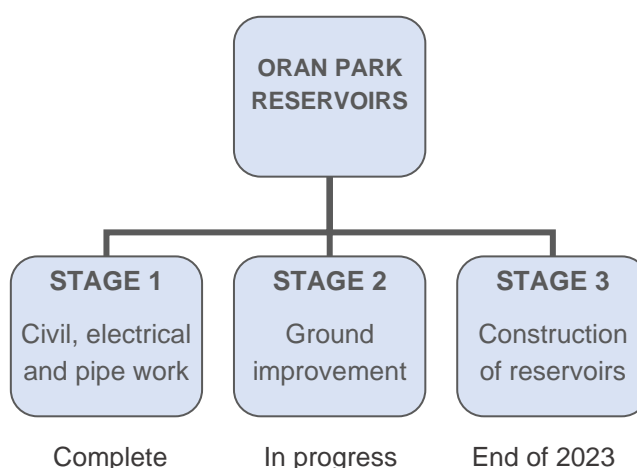 ORAN PARK
RESERVOIRS
STAGE 1
Civil, electrical
and pipe work
Complete
STAGE 2
Ground
improvement
In progress
STAGE 3
Construction
of reservoirs
End of 2023